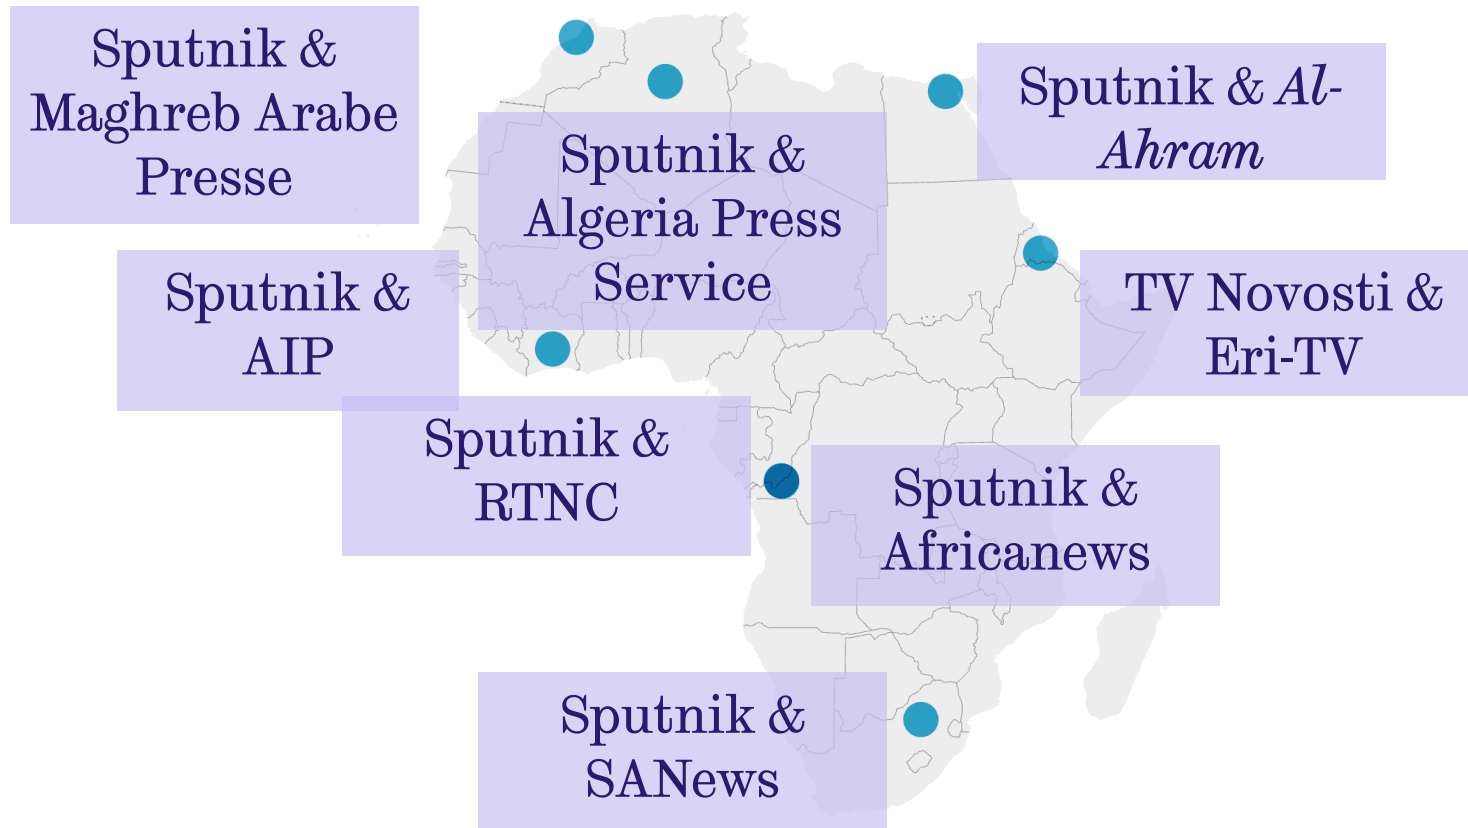 Sputnik &
Maghreb Arabe
Presse
Sputnik & Al-
Ahram
Sputnik &
Algeria Press
Service
Sputnik &
AIP
TV Novosti &
Eri-TV
Sputnik &
RTNC
Sputnik &
Africanews
Sputnik &
SANews